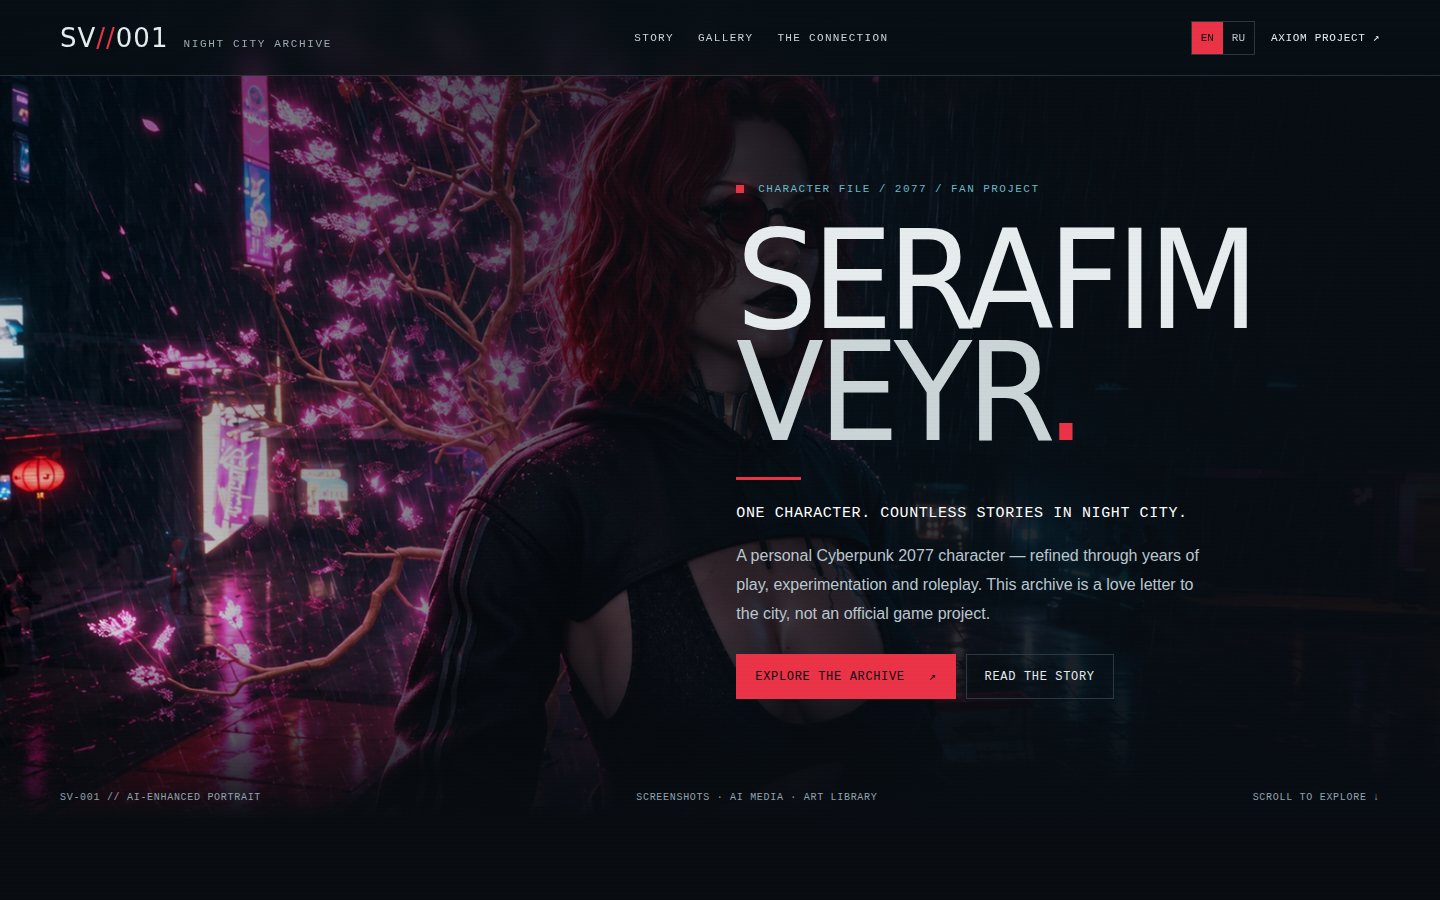 SV//001 NIGHT CITY ARCHIVE STORY GALLERY THE CONNECTION EN RU AXIOM PROJECT ↗
CHARACTER FILE / 2077 / FAN PROJECT
SERAFIM
VEYR.
ONE CHARACTER. COUNTLESS STORIES IN NIGHT CITY.
A personal Cyberpunk 2077 character — refined through years of
play, experimentation and roleplay. This archive is a love letter to
the city, not an official game project.
EXPLORE THE ARCHIVE ↗ READ THE STORY
SV-001 // AI-ENHANCED PORTRAIT SCREENSHOTS · AI MEDIA · ART LIBRARY SCROLL TO EXPLORE ↓